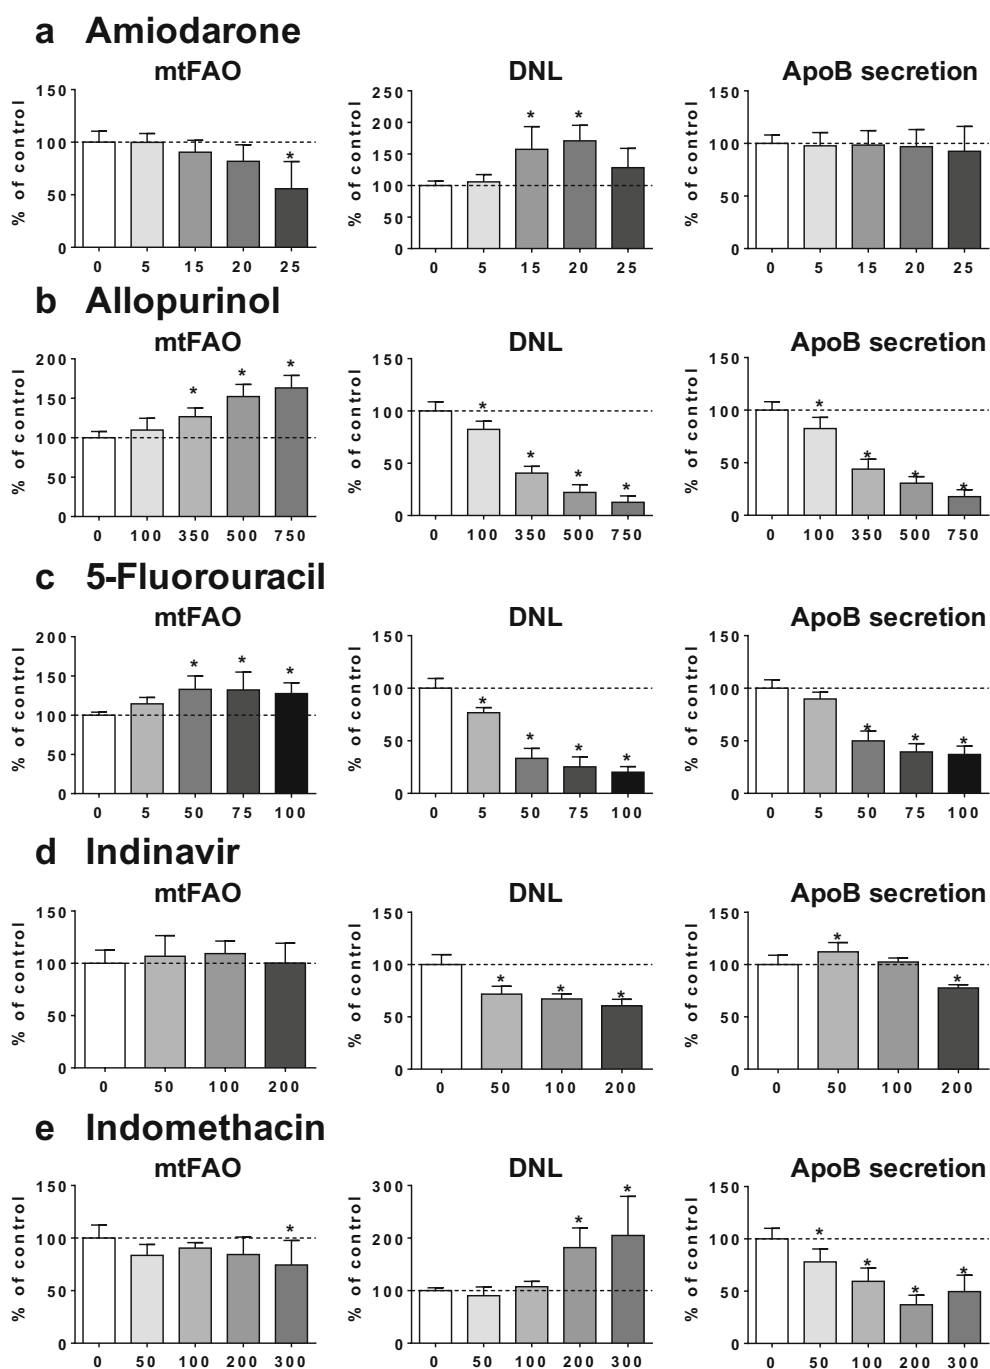 a Amiodarone
mtFAO DNL ApoB secretion
% of control
150
100
50
0
0 5 15 20 25
% of control
250
200
150
100
50
0
* *
0 5 15 20 25
% of control
150
100
50
0
0 5 15 20 25
*
b Allopurinol
mtFAO DNL ApoB secretion
% of control
200
150
100
50
0
* * *
0 100 350 500 750
% of control
150
100
50
0
* * * *
0 100 350 500 750
% of control
150
100
50
0
* * * *
0 100 350 500 750
c 5-Fluorouracil
mtFAO DNL ApoB secretion
% of control
200
150
100
50
0
* * *
0 5 50 75 100
% of control
150
100
50
0
* * * *
0 5 50 75 100
% of control
150
100
50
0
* * *
0 5 50 75 100
d Indinavir
mtFAO DNL ApoB secretion
% of control
150
100
50
0
0 50 100 200
% of control
150
100
50
0
* * *
0 50 100 200
% of control
150
100
50
0
* *
0 50 100 200
e Indomethacin
mtFAO DNL ApoB secretion
% of control
150
100
50
0
*
0 50 100 200 300
% of control
300
200
100
0
* *
0 50 100 200 300
% of control
150
100
50
0
* * * *
0 50 100 200 300